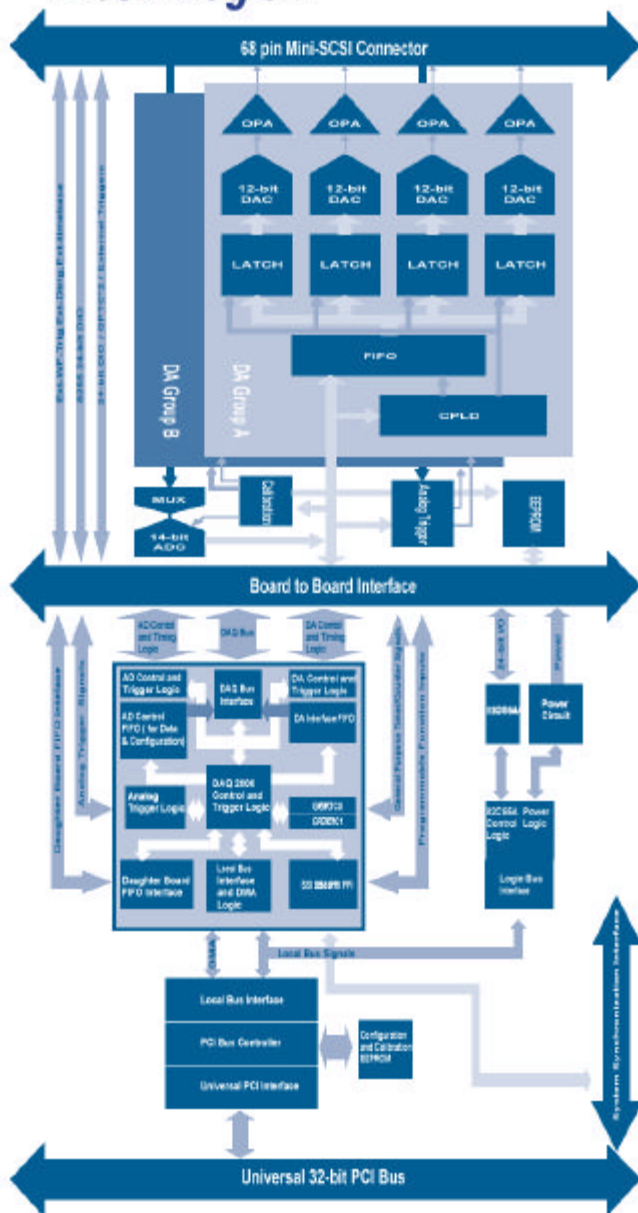 68 pin Mini-SCSI Connector
OPA
OPA
OPA
OPA
12-bit
DAC
12-bit
DAC
12-bit
DAC
12-bit
DAC
LATCH
LATCH
LATCH
LATCH
FIFO
CPLD
DA Group B
DA Group A
8255 24-bit DIO
MUX
14-bit
ADC
Calibration
Analog Trigger
EEPROM
Board to Board Interface
AD Control
and Timing
Logic
DAQ Bus
DA Control
and Timing
Logic
Daughter Board FIFO Interface
Analog Trigger Signals
General Purpose Timer/Counter Signals
Programmable Function Inputs
24-bit I/O
Power
AD Control and
Trigger Logic
DAQ Bus
Interface
DA Control and
Trigger Logic
AD Control
FIFO ( for Data
& Configuration)
DA Interface FIFO
Power
Circuit
Analog
Trigger Logic
DAQ 2000
Control and
Trigger Logic
Power
Control Logic
Logic
Daughter Board
FIFO Interface
Local Bus
Interface
and DMA
Logic
DMA
Local Bus Signals
Local Bus Interface
PCI Bus Controller
Universal PCI Interface
Configuration
and Calibration
EEPROM
System Synchronization Interface
Universal 32-bit PCI Bus